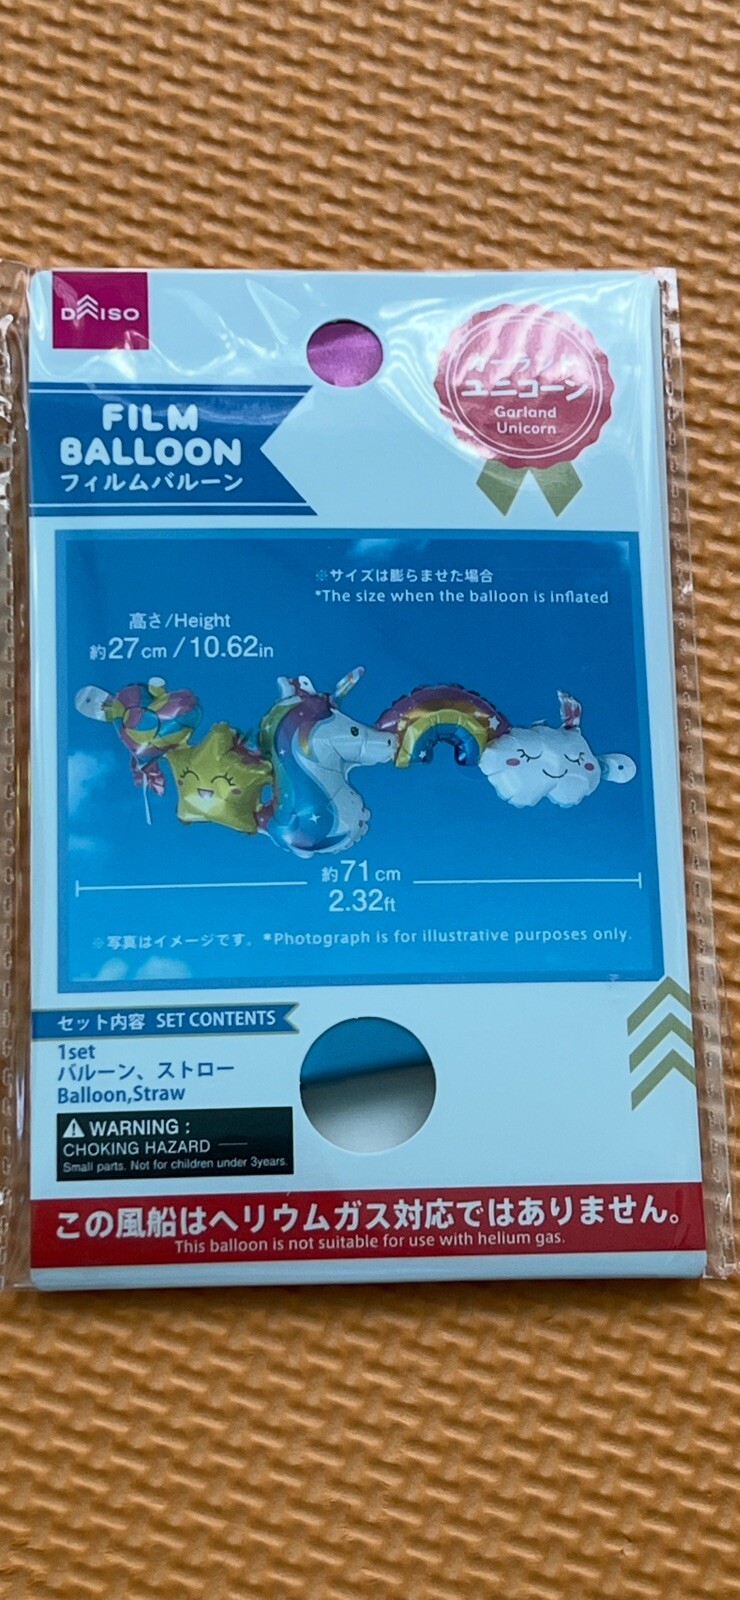 DAISO
FILM
BALLOON
フィルムバルーン
ガーランド
ユニコーン
Garland
Unicorn
※サイズは膨らませた場合
*The size when the balloon is inflated
高さ/Height
約27cm/10.62in
約71cm
2.32ft
※写真はイメージです。*Photograph is for illustrative purposes only.
セット内容 SET CONTENTS
1set
バルーン、ストロー
Balloon,Straw
⚠ WARNING :
CHOKING HAZARD —
Small parts. Not for children under 3years.
この風船はヘリウムガス対応ではありません。
This balloon is not suitable for use with helium gas.